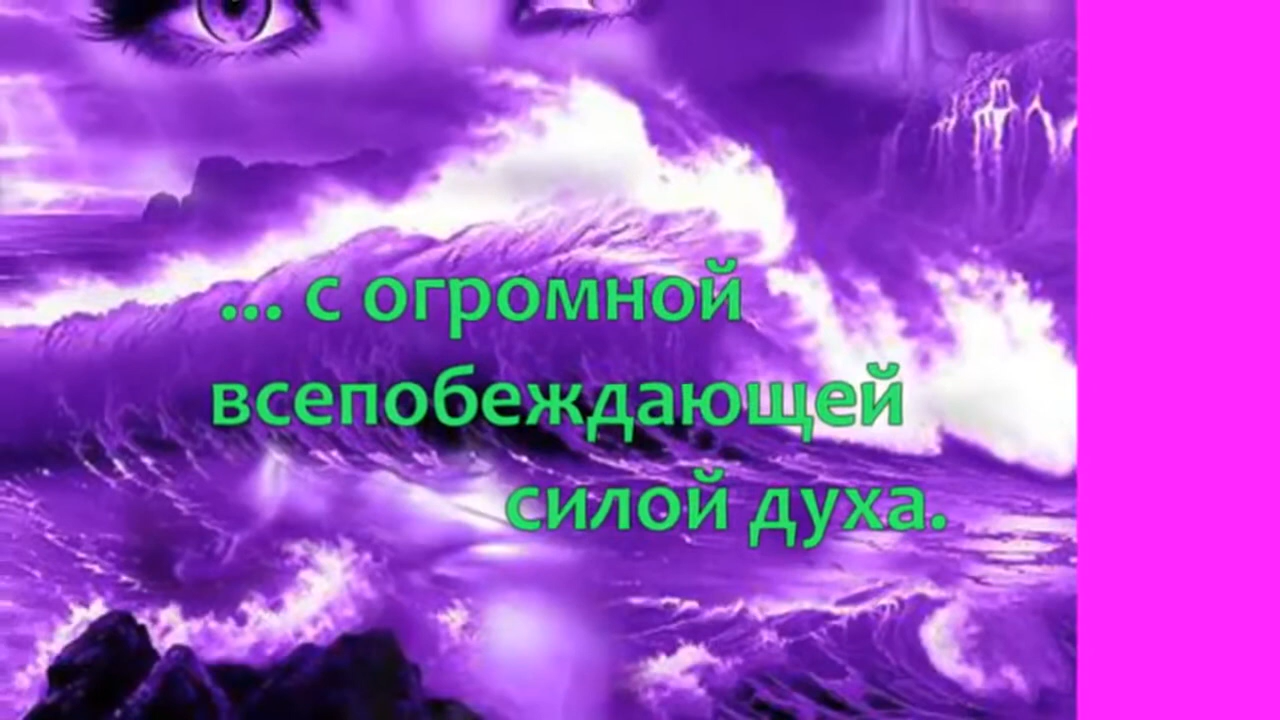 ... с огромной
всепобеждающей
силой духа.